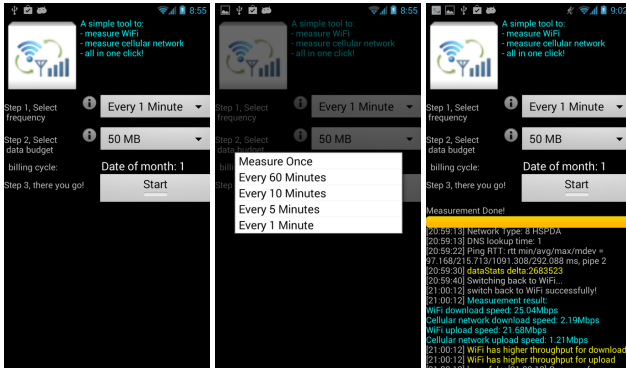 8:55
A simple tool to:
- measure WiFi
- measure cellular network
- all in one click!
Step 1, Select
frequency
Every 1 Minute
Step 2, Select
data budget
50 MB
billing cycle:
Date of month: 1
Step 3, there you go!
Start
8:55
A simple tool to:
- measure WiFi
- measure cellular network
- all in one click!
Step 1, Select
frequency
Every 1 Minute
Step 2, Select
data budget
50 MB
Measure Once
Every 60 Minutes
Every 10 Minutes
Every 5 Minutes
Every 1 Minute
9:02
A simple tool to:
- measure WiFi
- measure cellular network
- all in one click!
Step 1, Select
frequency
Every 1 Minute
Step 2, Select
data budget
50 MB
billing cycle:
Date of month: 1
Step 3, there you go!
Start
Measurement Done!
[20:59:13] Network Type: 8 HSPDA
[20:59:13] DNS lookup time: 1
[20:59:22] Ping RTT: rtt min/avg/max/mdev =
97.168/215.713/1091.308/292.088 ms, pipe 2
[20:59:30] dataStats delta:2683523
[20:59:40] Switching back to WiFi...
[21:00:12] switch back to WiFi successfully!
[21:00:12] Measurement result:
WiFi download speed: 25.04Mbps
Cellular network download speed: 2.19Mbps
WiFi upload speed: 21.68Mbps
Cellular network upload speed: 1.21Mbps
[21:00:12] WiFi has higher throughput for download
[21:00:12] WiFi has higher throughput for upload